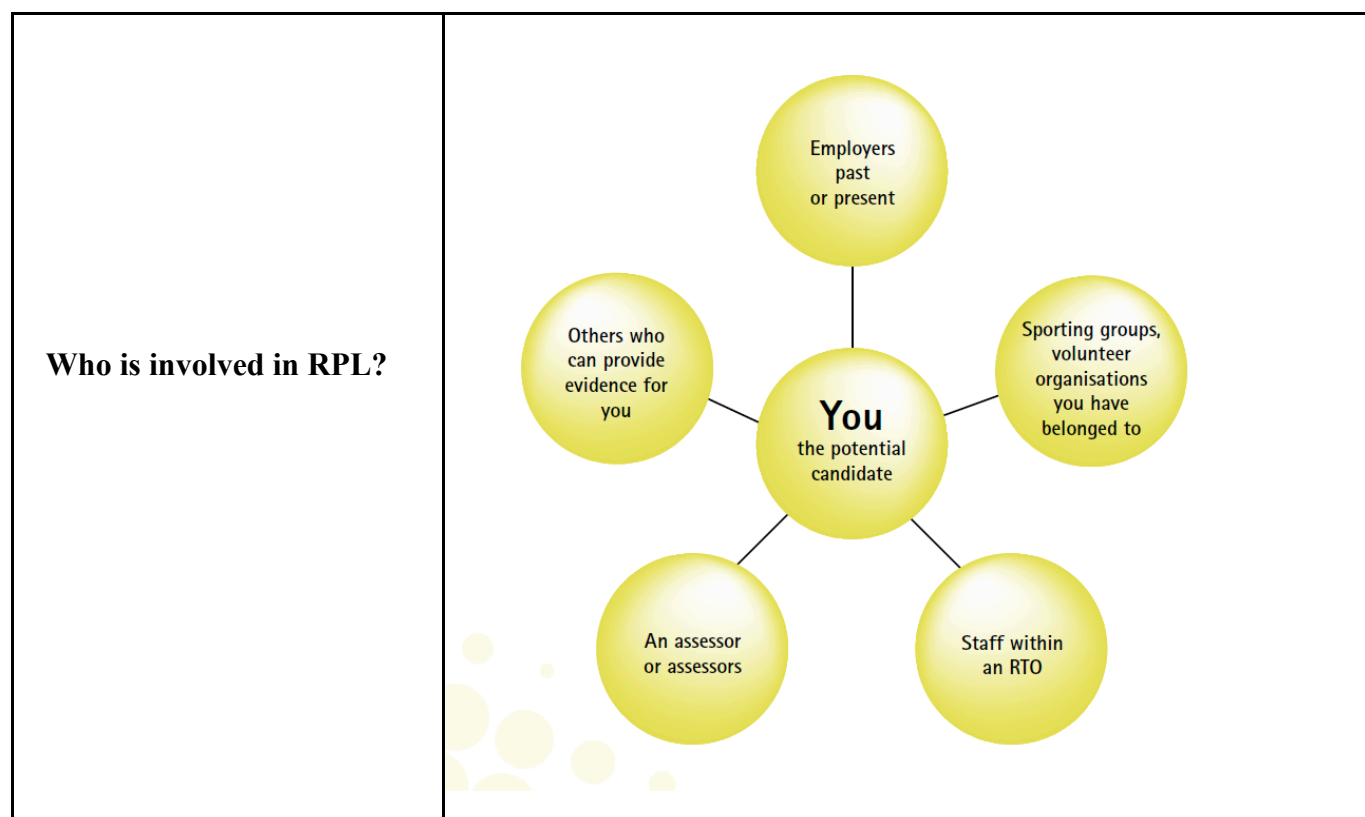 Who is involved in RPL?
Employers
past
or present
Others who
can provide
evidence for
you
Sporting groups,
volunteer
organisations
you have
belonged to
You
the potential
candidate
An assessor
or assessors
Staff within
an RTO